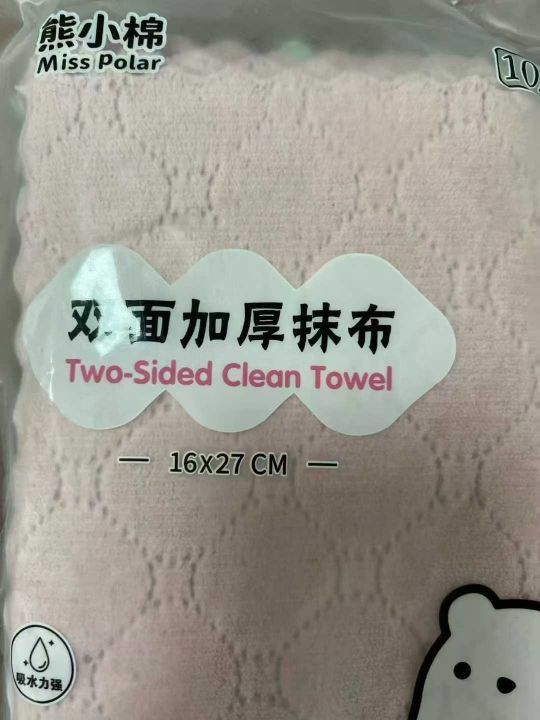 熊小棉
Miss Polar
10
双面加厚抹布
Two-Sided Clean Towel
— 16X27 CM —
吸水力强